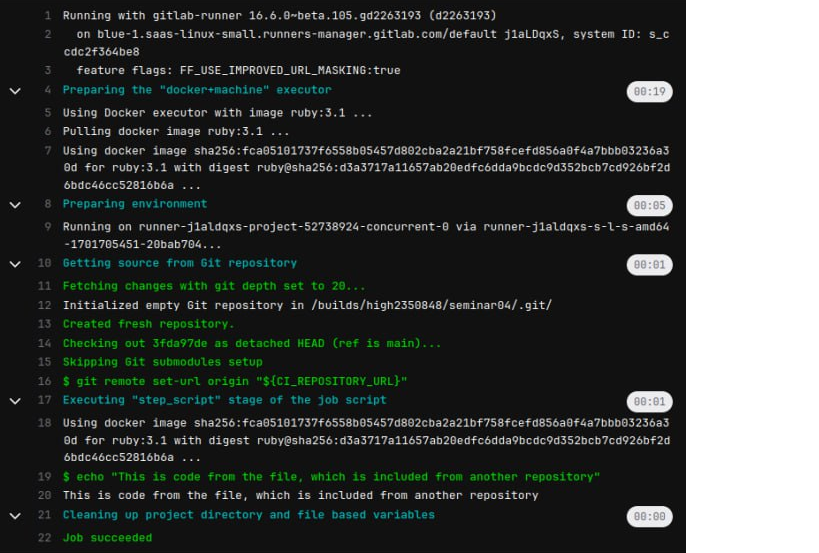 1 Running with gitlab-runner 16.6.0~beta.105.gd2263193 (d2263193)
2 on blue-1.saas-linux-small.runners-manager.gitlab.com/default j1aLDqxS, system ID: s_c
cdc2f364be8
3 feature flags: FF_USE_IMPROVED_URL_MASKING:true
4 Preparing the "docker+machine" executor 00:19
5 Using Docker executor with image ruby:3.1 ...
6 Pulling docker image ruby:3.1 ...
7 Using docker image sha256:fca05101737f6558b05457d802cba2a21bf758fcefd856a0f4a7bbb03236a3
0d for ruby:3.1 with digest ruby@sha256:d3a3717a11657ab20edfc6dda9bcdc9d352bcb7cd926bf2d
6bdc46cc52816b6a ...
8 Preparing environment 00:05
9 Running on runner-j1aldqxs-project-52738924-concurrent-0 via runner-j1aldqxs-s-l-s-amd64
-1701705451-20bab704...
10 Getting source from Git repository 00:01
11 Fetching changes with git depth set to 20...
12 Initialized empty Git repository in /builds/high2350848/seminar04/.git/
13 Created fresh repository.
14 Checking out 3fda97de as detached HEAD (ref is main)...
15 Skipping Git submodules setup
16 $ git remote set-url origin "${CI_REPOSITORY_URL}"
17 Executing "step_script" stage of the job script 00:01
18 Using docker image sha256:fca05101737f6558b05457d802cba2a21bf758fcefd856a0f4a7bbb03236a3
0d for ruby:3.1 with digest ruby@sha256:d3a3717a11657ab20edfc6dda9bcdc9d352bcb7cd926bf2d
6bdc46cc52816b6a ...
19 $ echo "This is code from the file, which is included from another repository"
20 This is code from the file, which is included from another repository
21 Cleaning up project directory and file based variables 00:00
22 Job succeeded